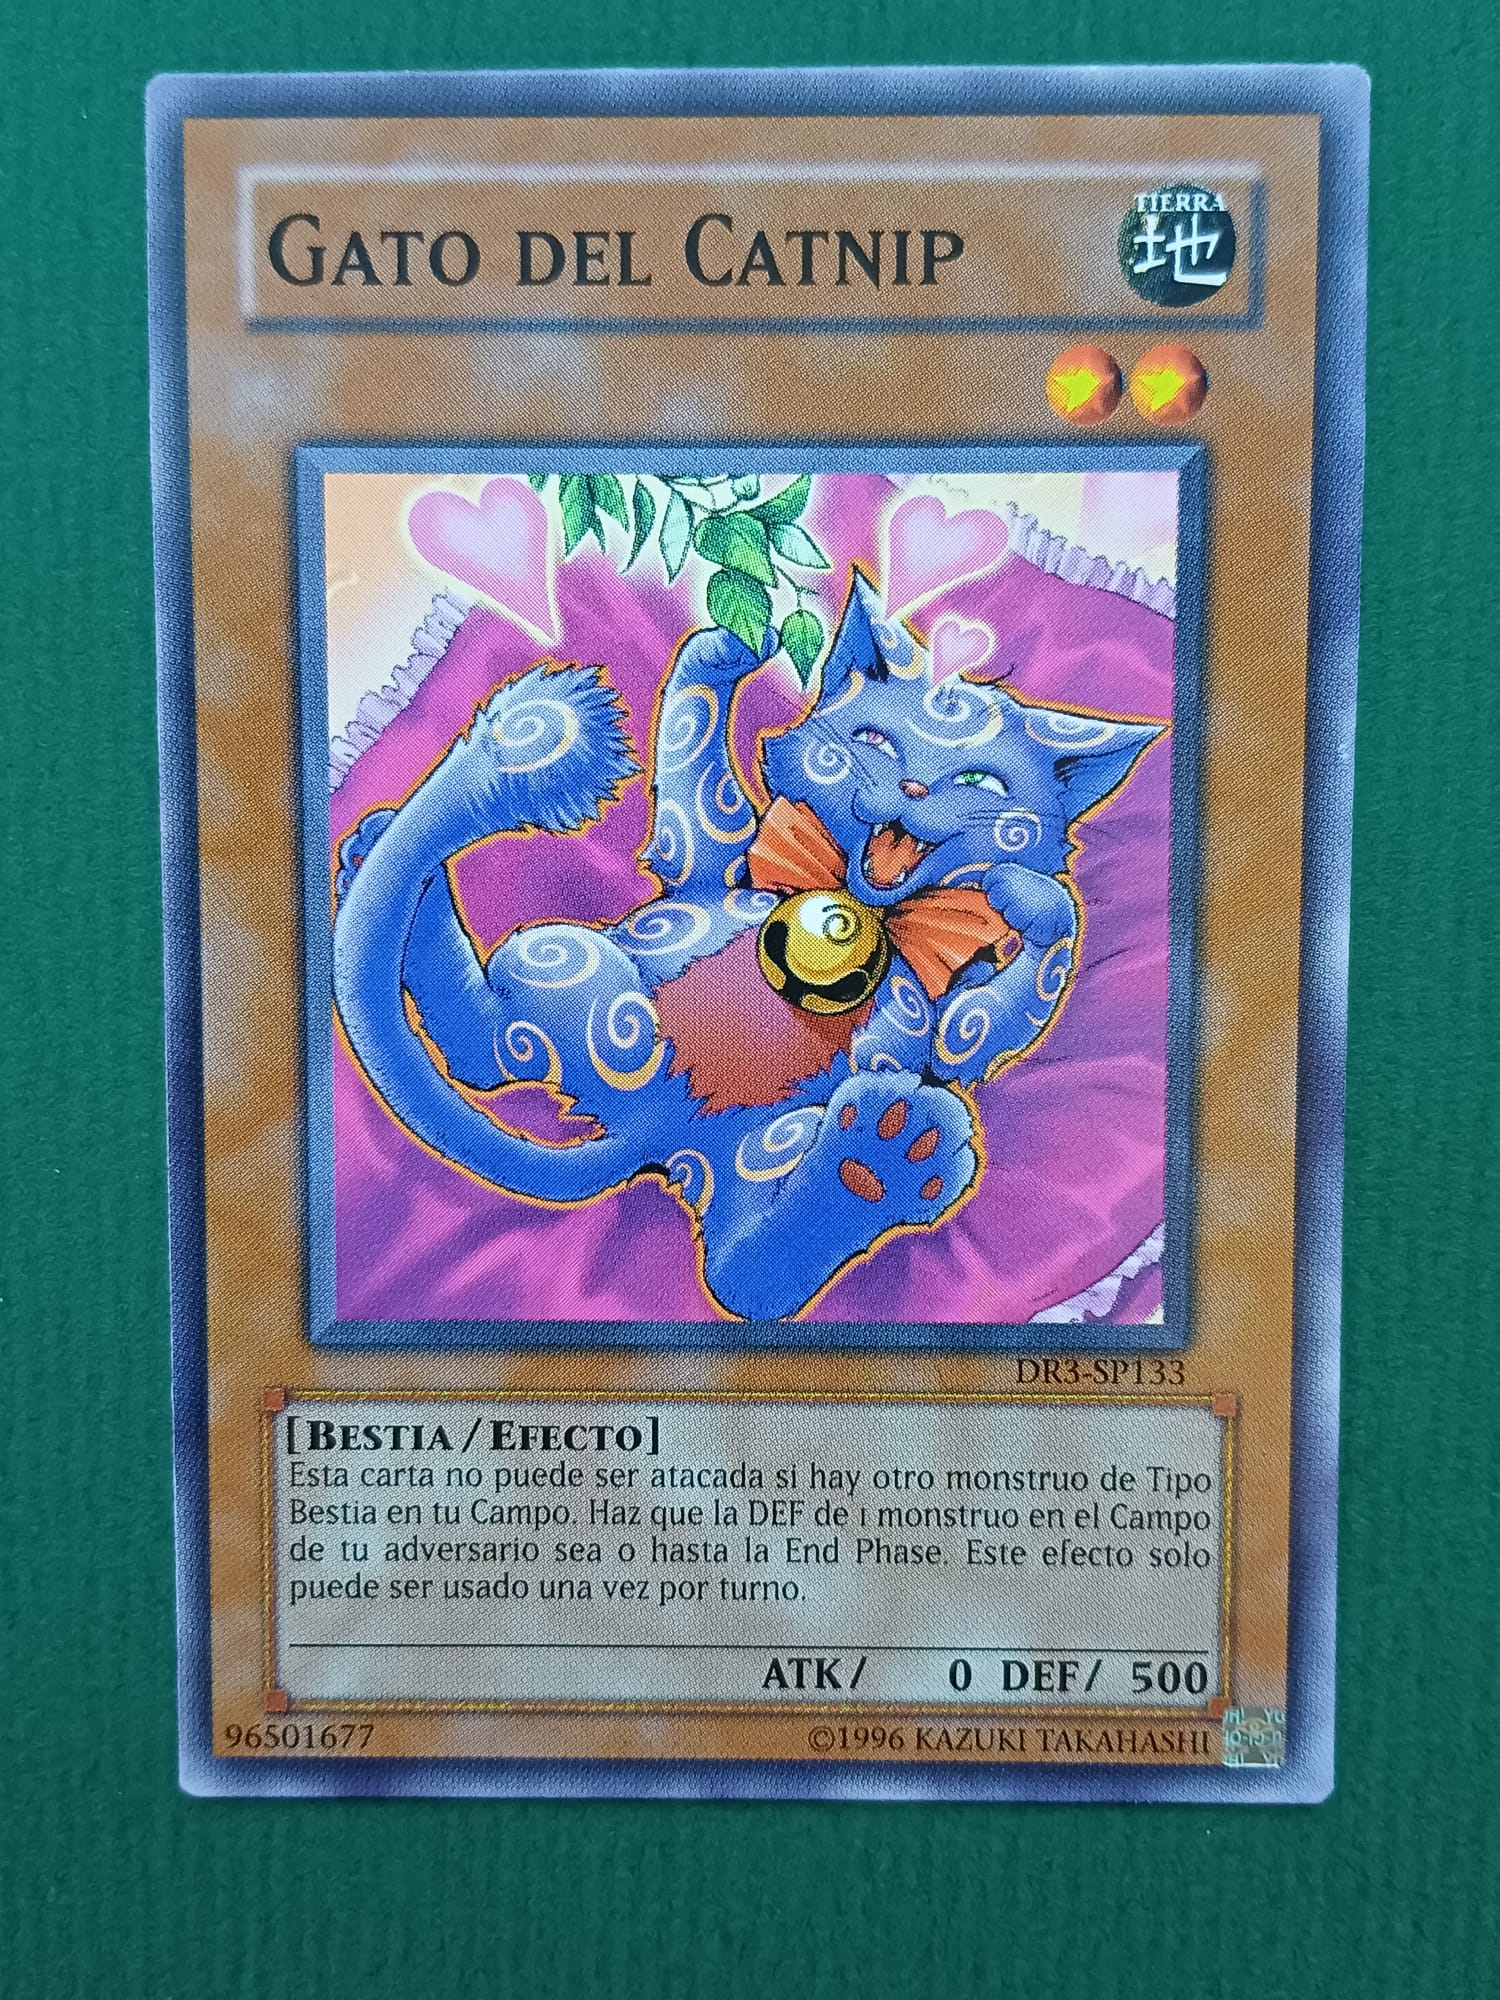 GATO DEL CATNIP
TIERRA
地
DR3-SP133
[BESTIA/EFECTO]
Esta carta no puede ser atacada si hay otro monstruo de Tipo
Bestia en tu Campo. Haz que la DEF de 1 monstruo en el Campo
de tu adversario sea 0 hasta la End Phase. Este efecto solo
puede ser usado una vez por turno.
ATK/ 0 DEF/ 500
96501677 ©1996 KAZUKI TAKAHASHI